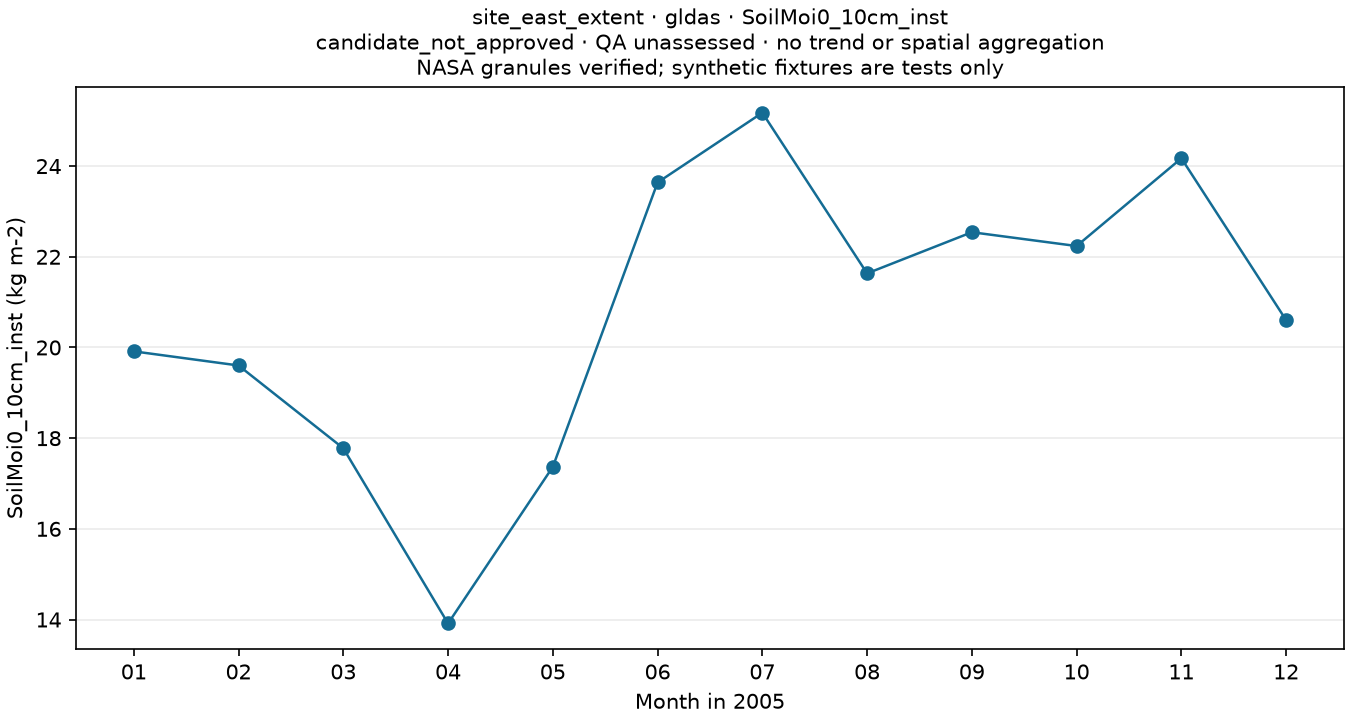 site_east_extent · gldas · SoilMoi0_10cm_inst
candidate_not_approved · QA unassessed · no trend or spatial aggregation
NASA granules verified; synthetic fixtures are tests only
SoilMoi0_10cm_inst (kg m-2)
24
22
20
18
16
14
01 02 03 04 05 06 07 08 09 10 11 12
Month in 2005